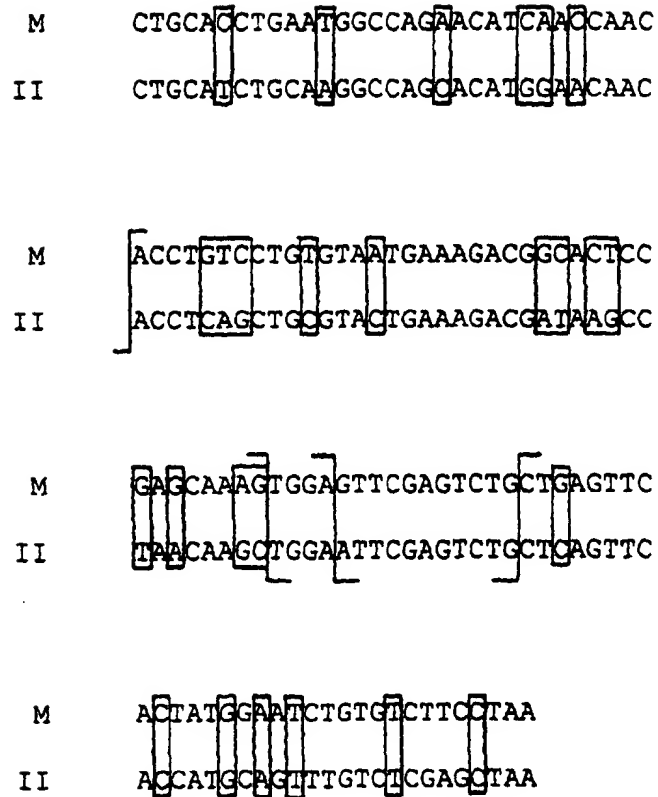 M CTGCACCTGAATGGCCAGAACATCAACCAAC
II CTGCATCTGCAAGGCCAGCACATGGAACAAC
M ACCTGTCCTGTGTAATGAAAGACGGCACTCC
II ACCTCAGCTGCGTACTGAAAGACGATAAGCC
M GAGCAAAGTGGAGTTCGAGTCTGCTGAGTTC
II TAACAAGCTGGAATTCGAGTCTGCTCAGTTC
M ACTATGGAATCTGTGTCTTCCTAA
II ACCATGCAGTTTGTCTCGAGCTAA